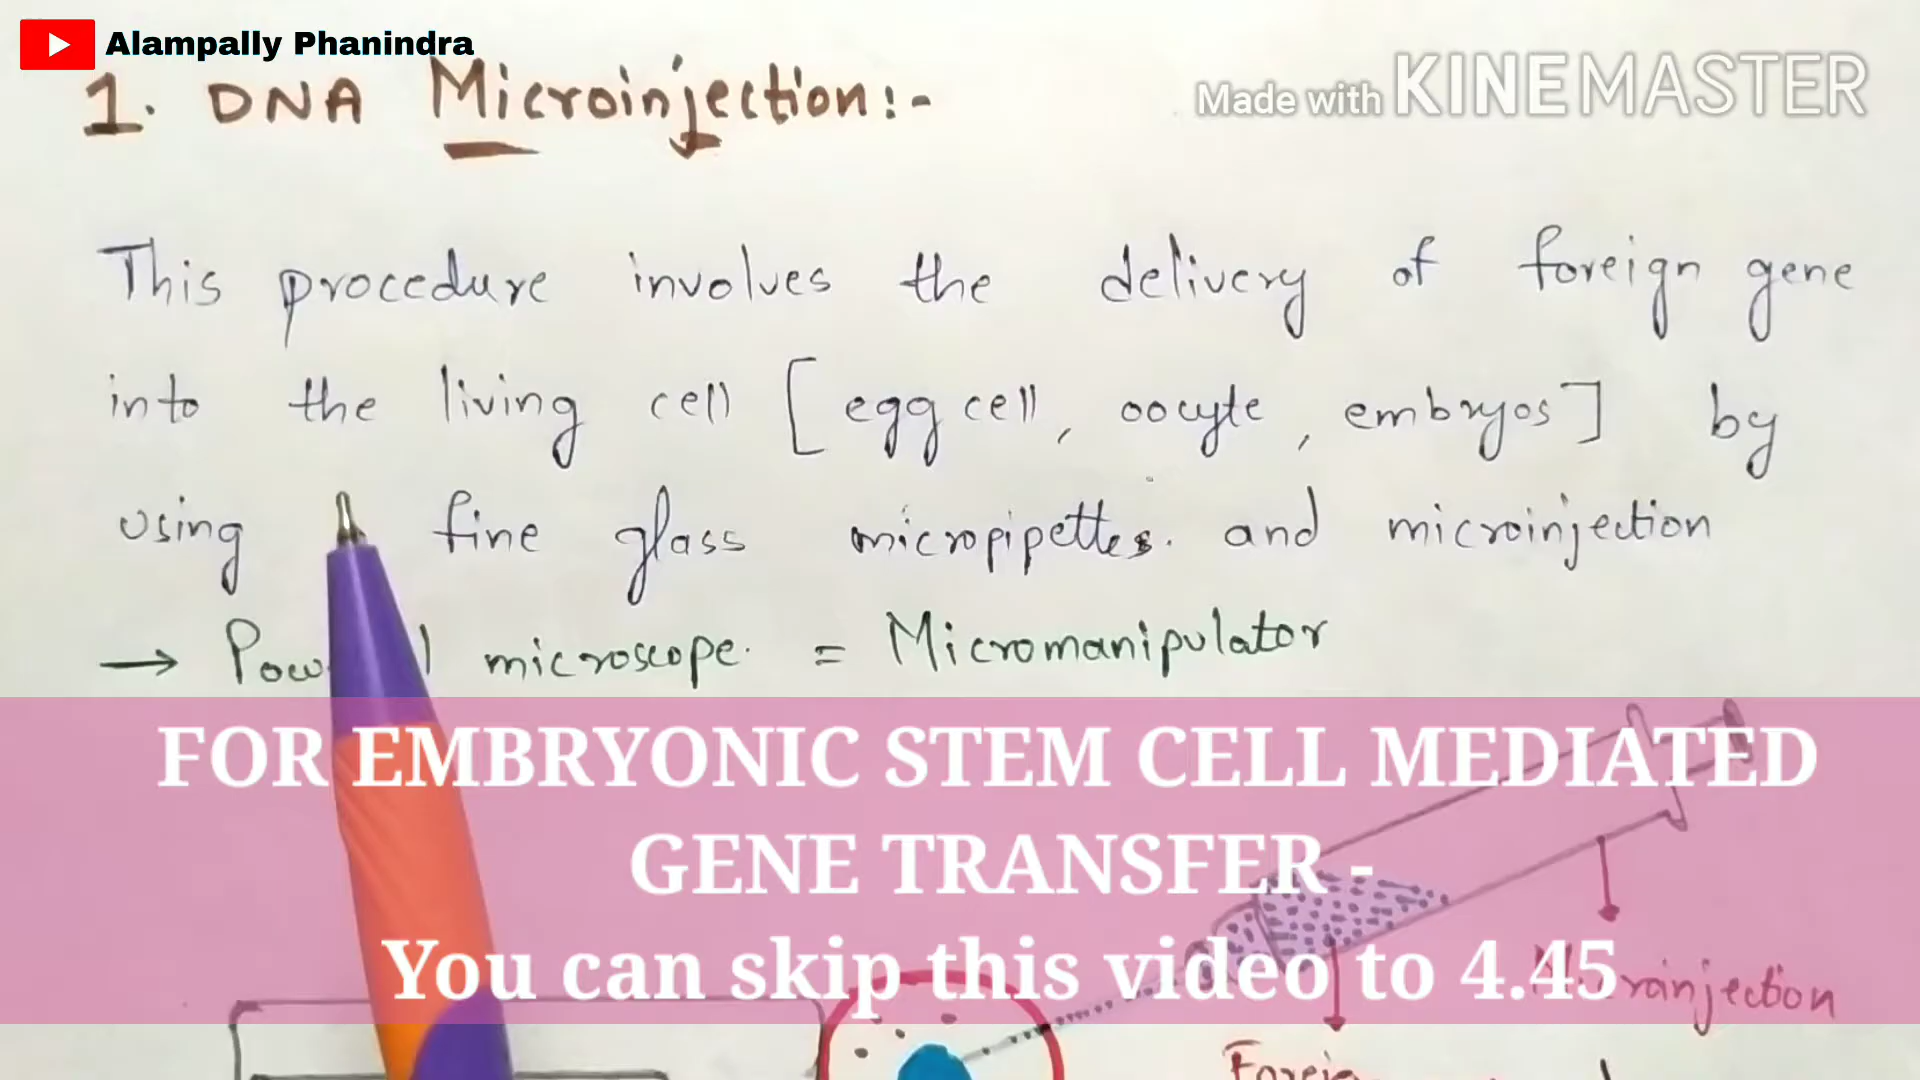 Alampally Phanindra
Made with KINEMASTER
1. DNA Microinjection:-
This procedure involves the delivery of foreign gene
into the living cell [egg cell, oocyte, embryos] by
using fine glass micropipettes. and microinjection
→ microscope. = Micromanipulator
FOR EMBRYONIC STEM CELL MEDIATED
GENE TRANSFER -
You can skip this video to 4.45
Microinjection